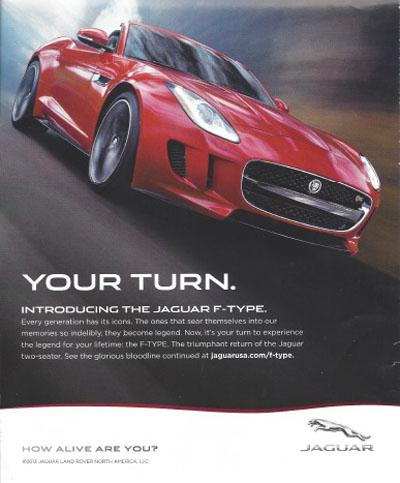 YOUR TURN.
INTRODUCING THE JAGUAR F-TYPE.
Every generation has its icons. The ones that sear themselves into our
memories so indelibly, they become legend. Now, it's your turn to experience
the legend for your lifetime: the F-TYPE. The triumphant return of the Jaguar
two-seater. See the glorious bloodline continued at jaguarusa.com/f-type.
HOW ALIVE ARE YOU?
©2013 JAGUAR LAND ROVER NORTH AMERICA, LLC
JAGUAR